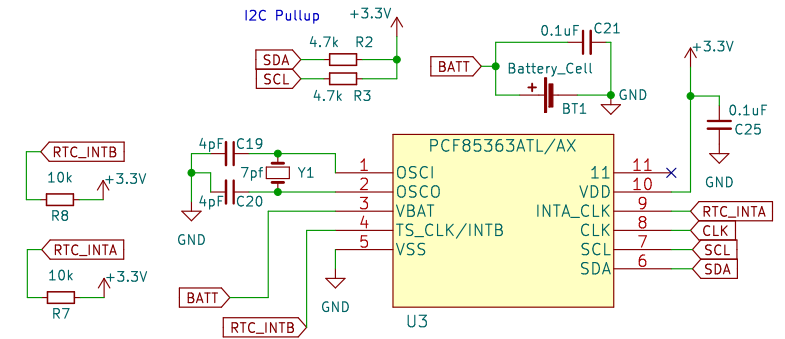 I2C Pullup
+3.3V
4.7k R2
SDA
SCL
4.7k R3
0.1uF C21
BATT
Battery_Cell
+
BT1
GND
+3.3V
0.1uF
C25
GND
RTC_INTB
10k
+3.3V
R8
RTC_INTA
10k
+3.3V
R7
4pF C19
7pf Y1
4pF C20
GND
PCF85363ATL/AX
1 OSCI
2 OSCO
3 VBAT
4 TS_CLK/INTB
5 VSS
11 11
VDD 10
INTA_CLK 9 RTC_INTA
CLK 8 CLK
SCL 7 SCL
SDA 6 SDA
BATT
GND
RTC_INTB
U3